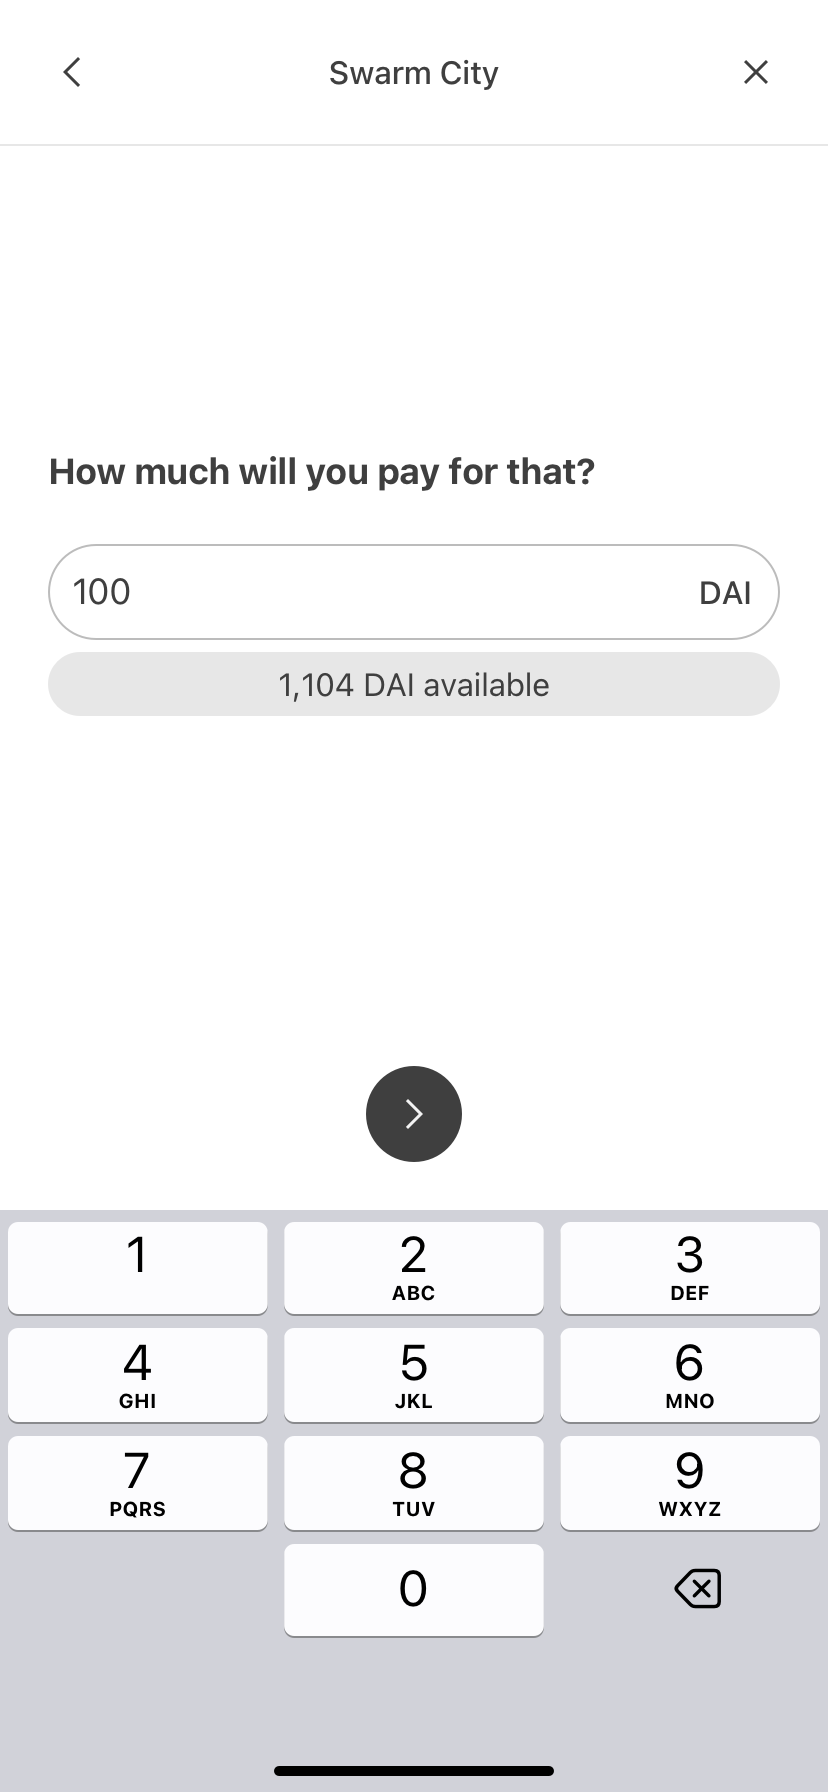 Swarm City
How much will you pay for that?
100 DAI
1,104 DAI available
1 2 3
ABC DEF
4 5 6
GHI JKL MNO
7 8 9
PQRS TUV WXYZ
0